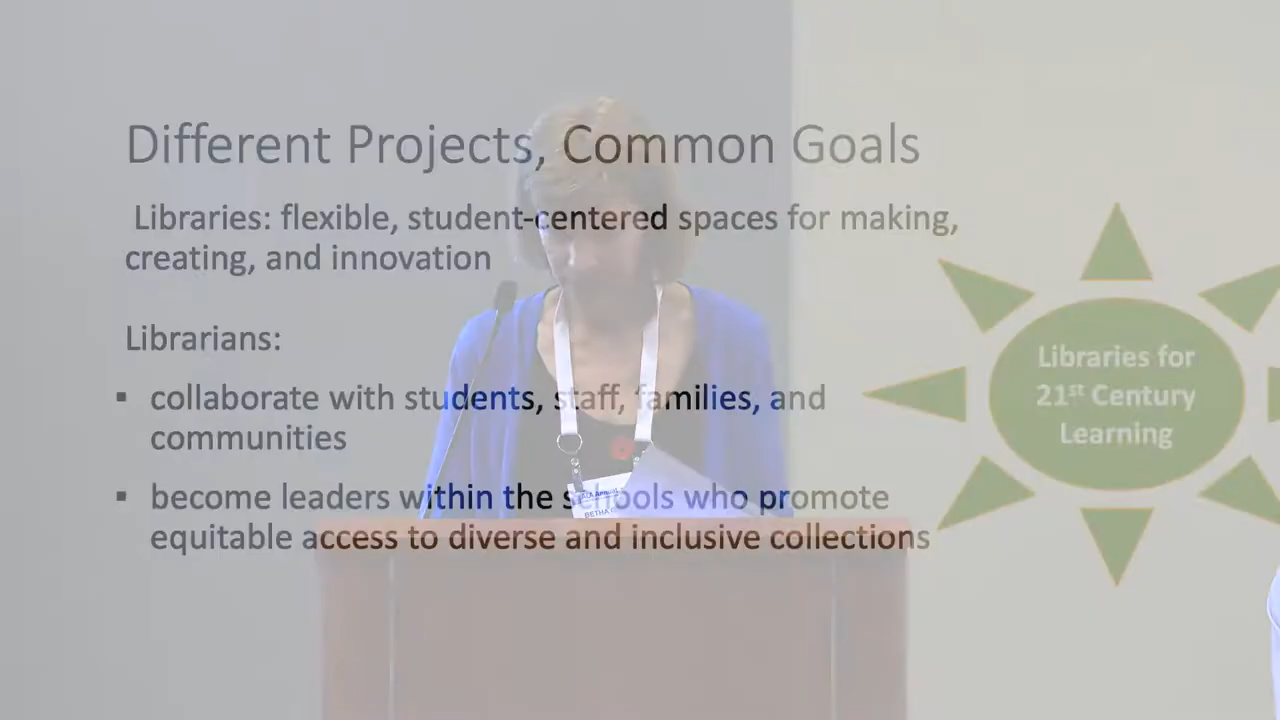 Different Projects, Common Goals
Libraries: flexible, student-centered spaces for making,
creating, and innovation
Librarians:
▪ collaborate with students, staff, families, and
communities
▪ become leaders within the schools who promote
equitable access to diverse and inclusive collections
Libraries for
21st Century
Learning
Annual
BETHA